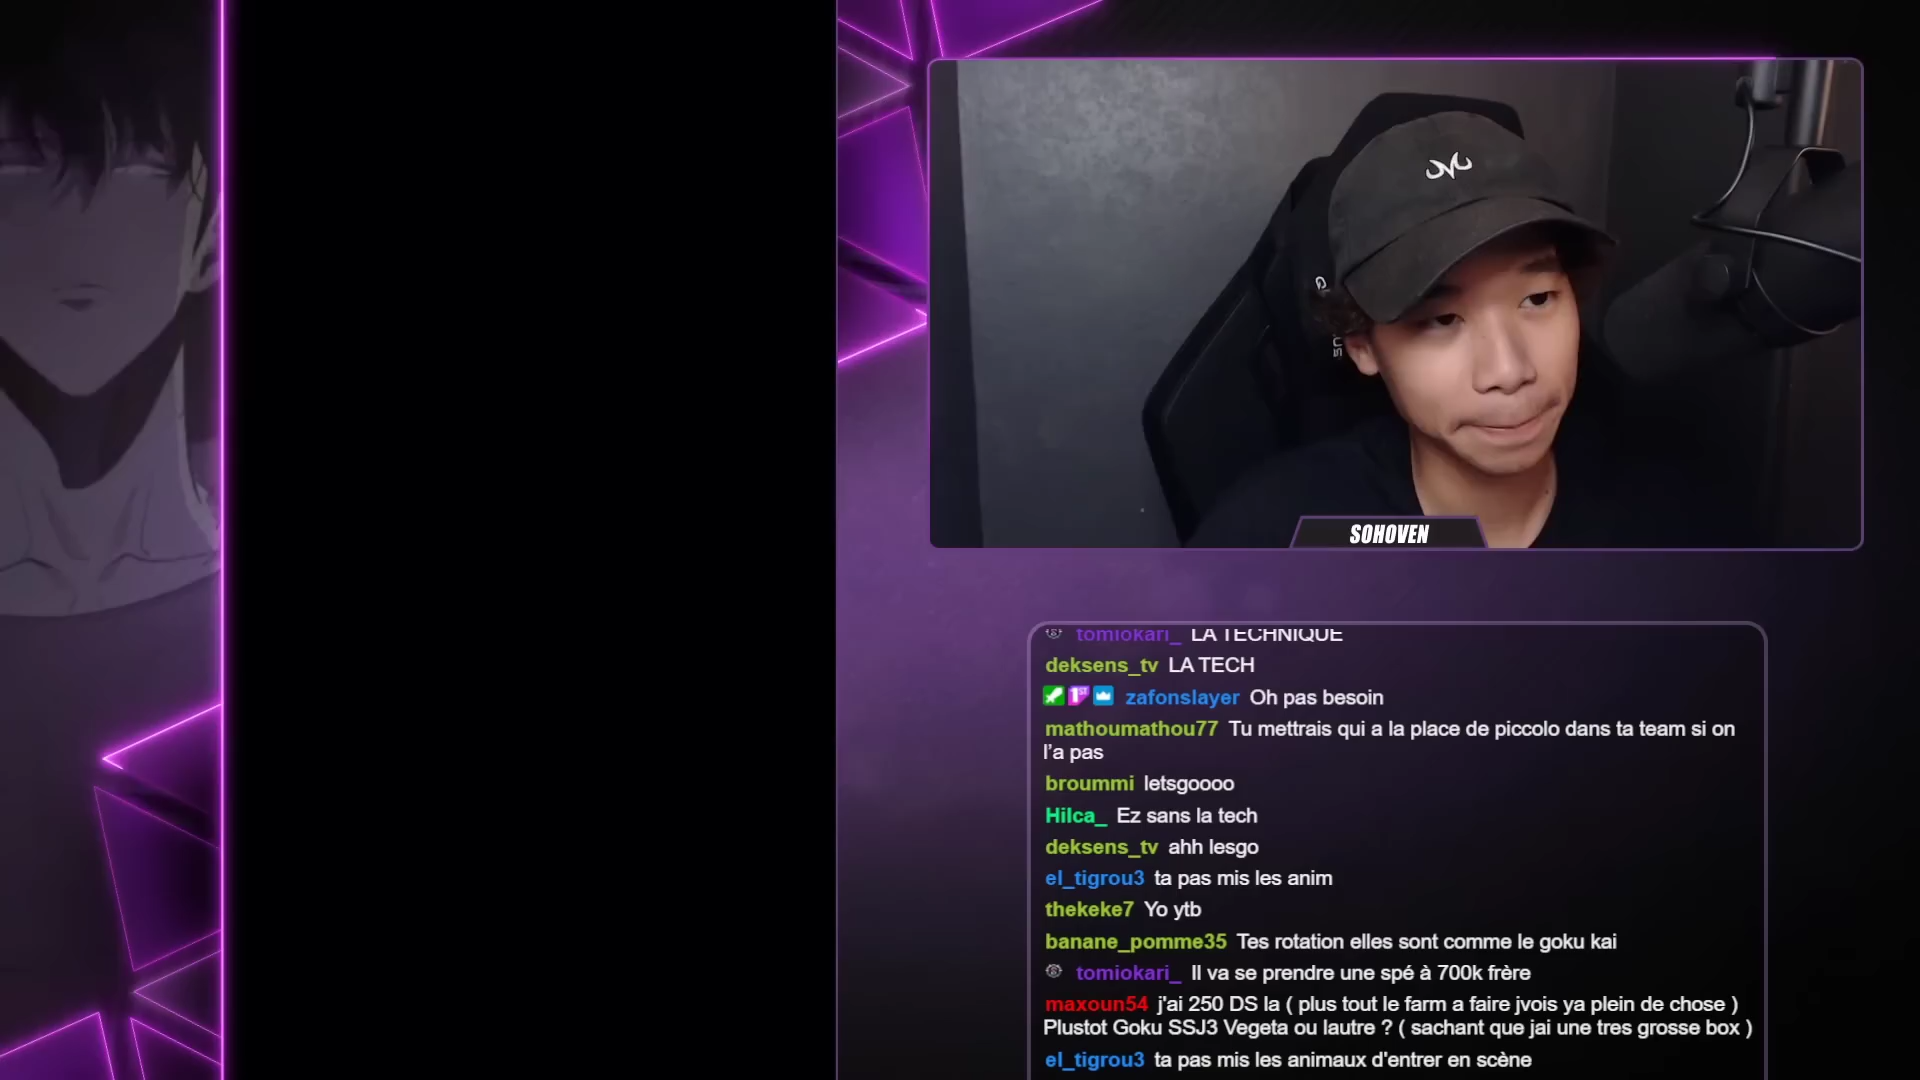 SOHOVEN
tomiokari_ LA TECHNIQUE
deksens_tv LA TECH
1ST zafonslayer Oh pas besoin
mathoumathou77 Tu mettrais qui a la place de piccolo dans ta team si on
l'a pas
broummi letsgoooo
Hilca_ Ez sans la tech
deksens_tv ahh lesgo
el_tigrou3 ta pas mis les anim
thekeke7 Yo ytb
banane_pomme35 Tes rotation elles sont comme le goku kai
tomiokari_ Il va se prendre une spé à 700k frère
maxoun54 j'ai 250 DS la ( plus tout le farm a faire jvois ya plein de chose )
Plustot Goku SSJ3 Vegeta ou lautre ? ( sachant que jai une tres grosse box )
el_tigrou3 ta pas mis les animaux d'entrer en scène